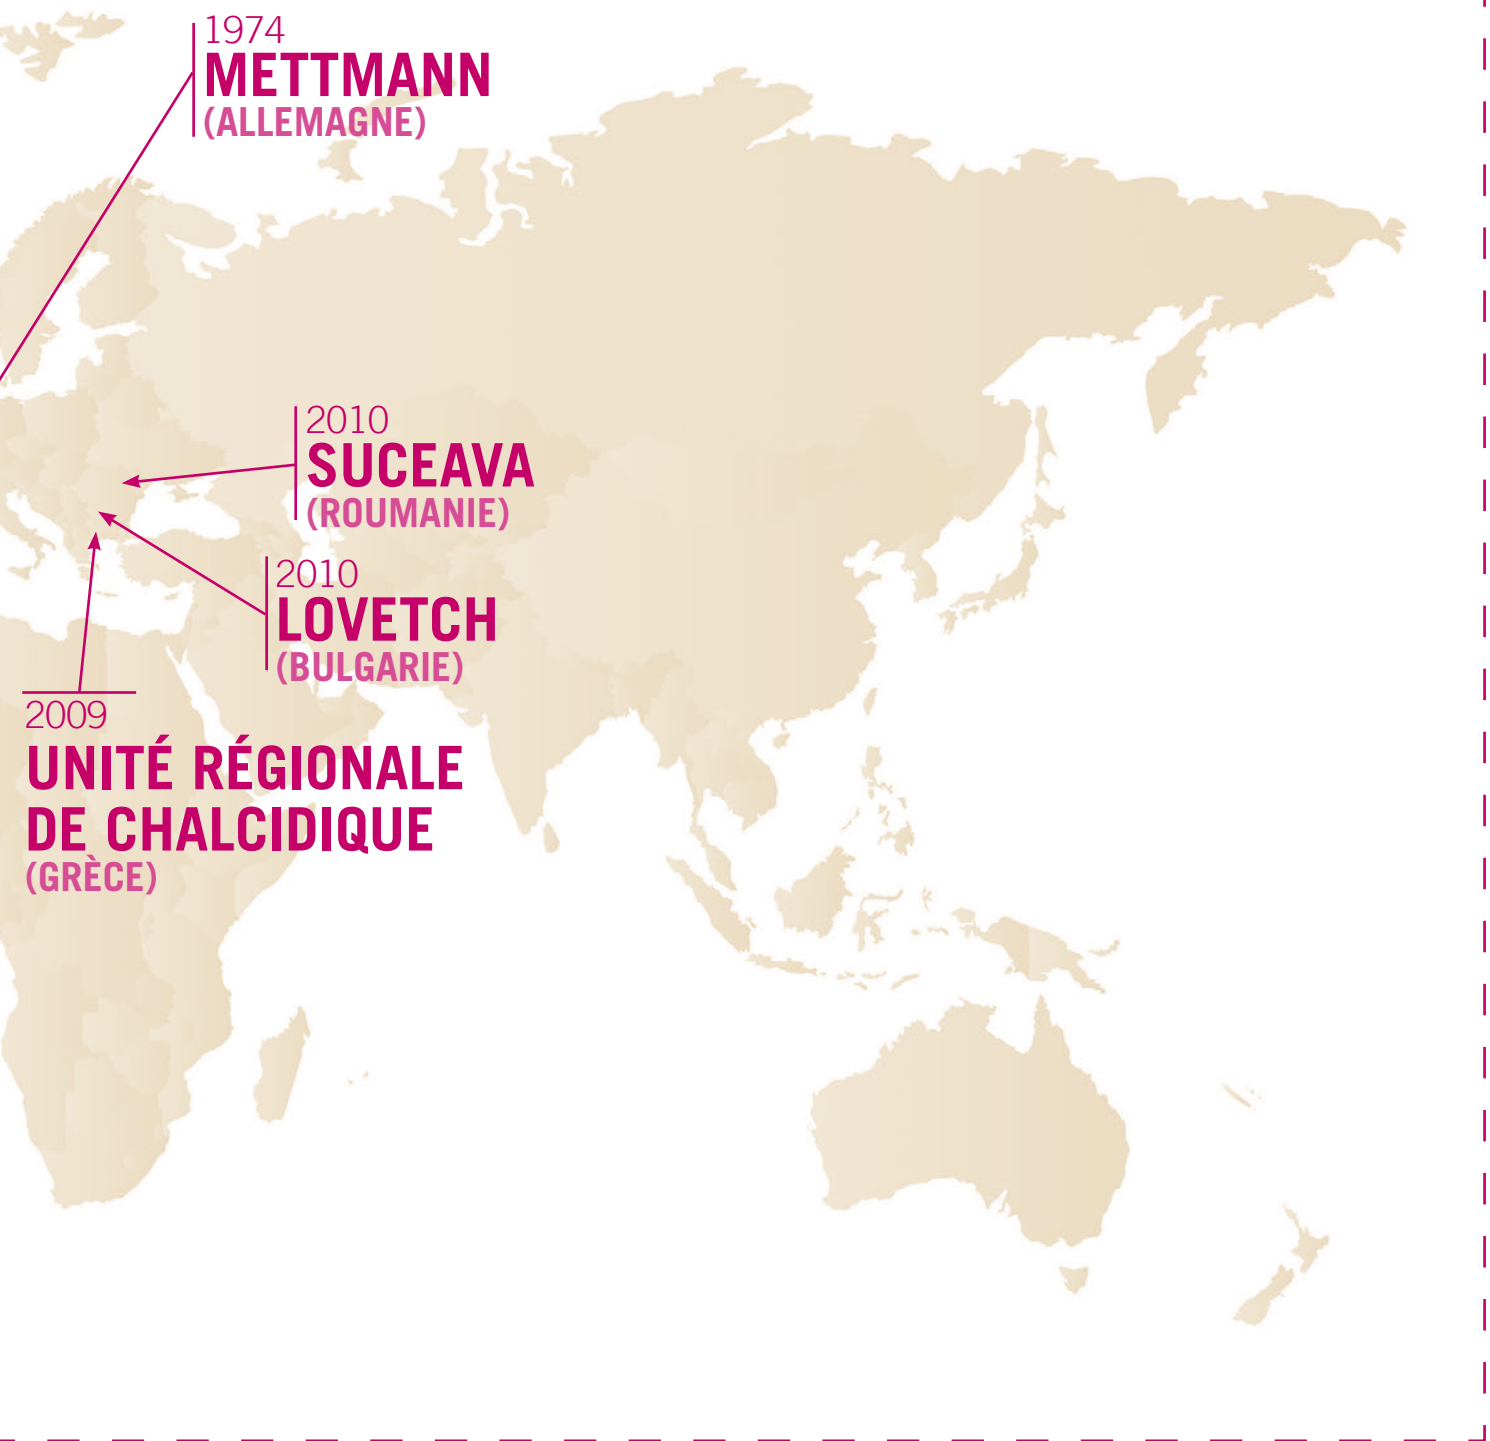 1974
METTMANN
(ALLEMAGNE)
2010
SUCEAVA
(ROUMANIE)
2010
LOVETCH
(BULGARIE)
2009
UNITÉ RÉGIONALE
DE CHALCIDIQUE
(GRÈCE)